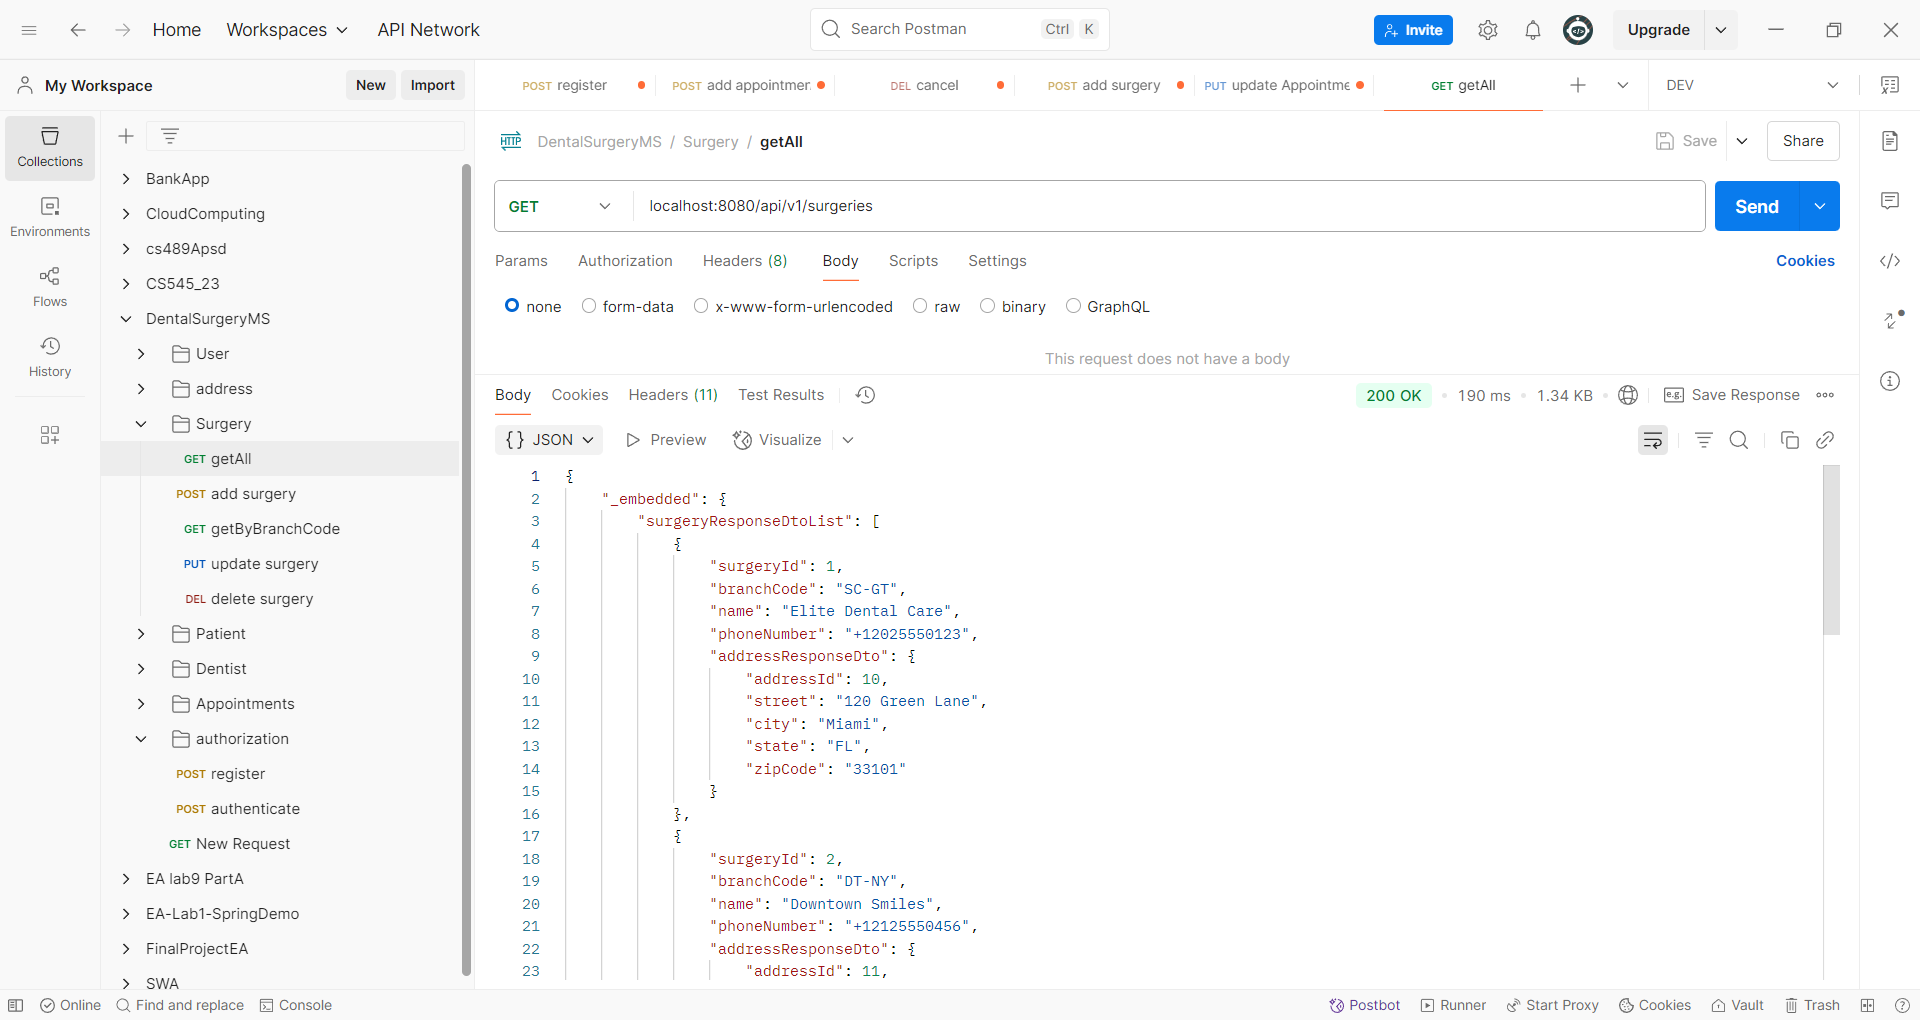 Home
Workspaces
API Network
Search Postman
Ctrl
K
Invite
Upgrade
My Workspace
New
Import
POST register
POST add appointmen
DEL cancel
POST add surgery
PUT update Appointme
GET getAll
DEV
Collections
Environments
Flows
History
BankApp
CloudComputing
cs489Apsd
CS545_23
DentalSurgeryMS
User
address
Surgery
GET getAll
POST add surgery
GET getByBranchCode
PUT update surgery
DEL delete surgery
Patient
Dentist
Appointments
authorization
POST register
POST authenticate
GET New Request
EA lab9 PartA
EA-Lab1-SpringDemo
FinalProjectEA
SWA
HTTP
DentalSurgeryMS / Surgery / getAll
Save
Share
GET
localhost:8080/api/v1/surgeries
Send
Params
Authorization
Headers (8)
Body
Scripts
Settings
Cookies
none
form-data
x-www-form-urlencoded
raw
binary
GraphQL
This request does not have a body
Body
Cookies
Headers (11)
Test Results
200 OK
190 ms
1.34 KB
e.g. Save Response
{} JSON
Preview
Visualize
1 {
2 "_embedded": {
3 "surgeryResponseDtoList": [
4 {
5 "surgeryId": 1,
6 "branchCode": "SC-GT",
7 "name": "Elite Dental Care",
8 "phoneNumber": "+12025550123",
9 "addressResponseDto": {
10 "addressId": 10,
11 "street": "120 Green Lane",
12 "city": "Miami",
13 "state": "FL",
14 "zipCode": "33101"
15 }
16 },
17 {
18 "surgeryId": 2,
19 "branchCode": "DT-NY",
20 "name": "Downtown Smiles",
21 "phoneNumber": "+12125550456",
22 "addressResponseDto": {
23 "addressId": 11,
Online
Find and replace
Console
Postbot
Runner
Start Proxy
Cookies
Vault
Trash